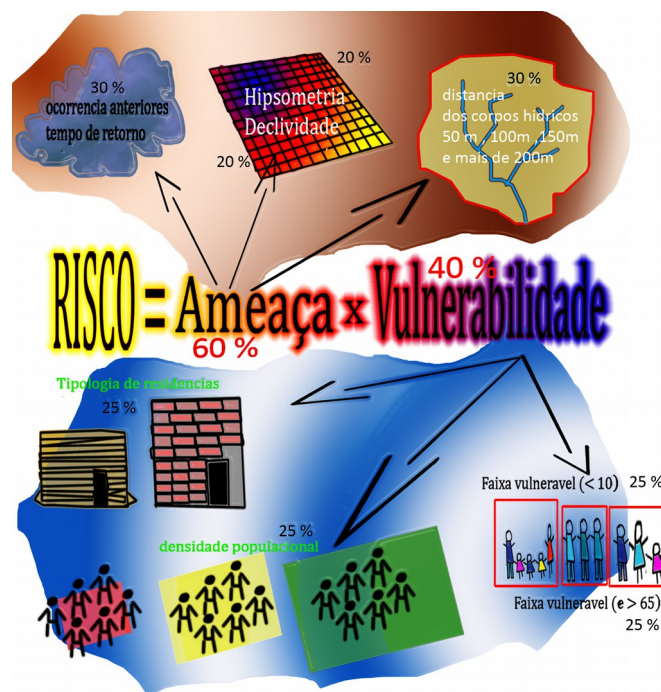 30 %
ocorrencia anteriores
tempo de retorno
20 %
Hipsometria
Declividade
20 %
30 %
distancia
dos corpos hidricos
50 m , 100m ,150m
e mais de 200m
RISCO = Ameaça x Vulnerabilidade
60 %
40 %
Tipologia de residencias
25 %
densidade populacional
25 %
Faixa vulneravel (< 10) 25 %
Faixa vulneravel (e > 65)
25 %